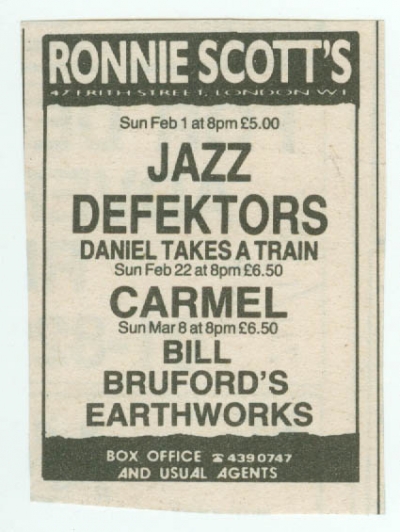 RONNIE SCOTT'S
47 FRITH STREET, LONDON W1
Sun Feb 1 at 8pm £5.00
JAZZ
DEFEKTORS
DANIEL TAKES A TRAIN
Sun Feb 22 at 8pm £6.50
CARMEL
Sun Mar 8 at 8pm £6.50
BILL
BRUFORD'S
EARTHWORKS
BOX OFFICE ☎ 439 0747
AND USUAL AGENTS